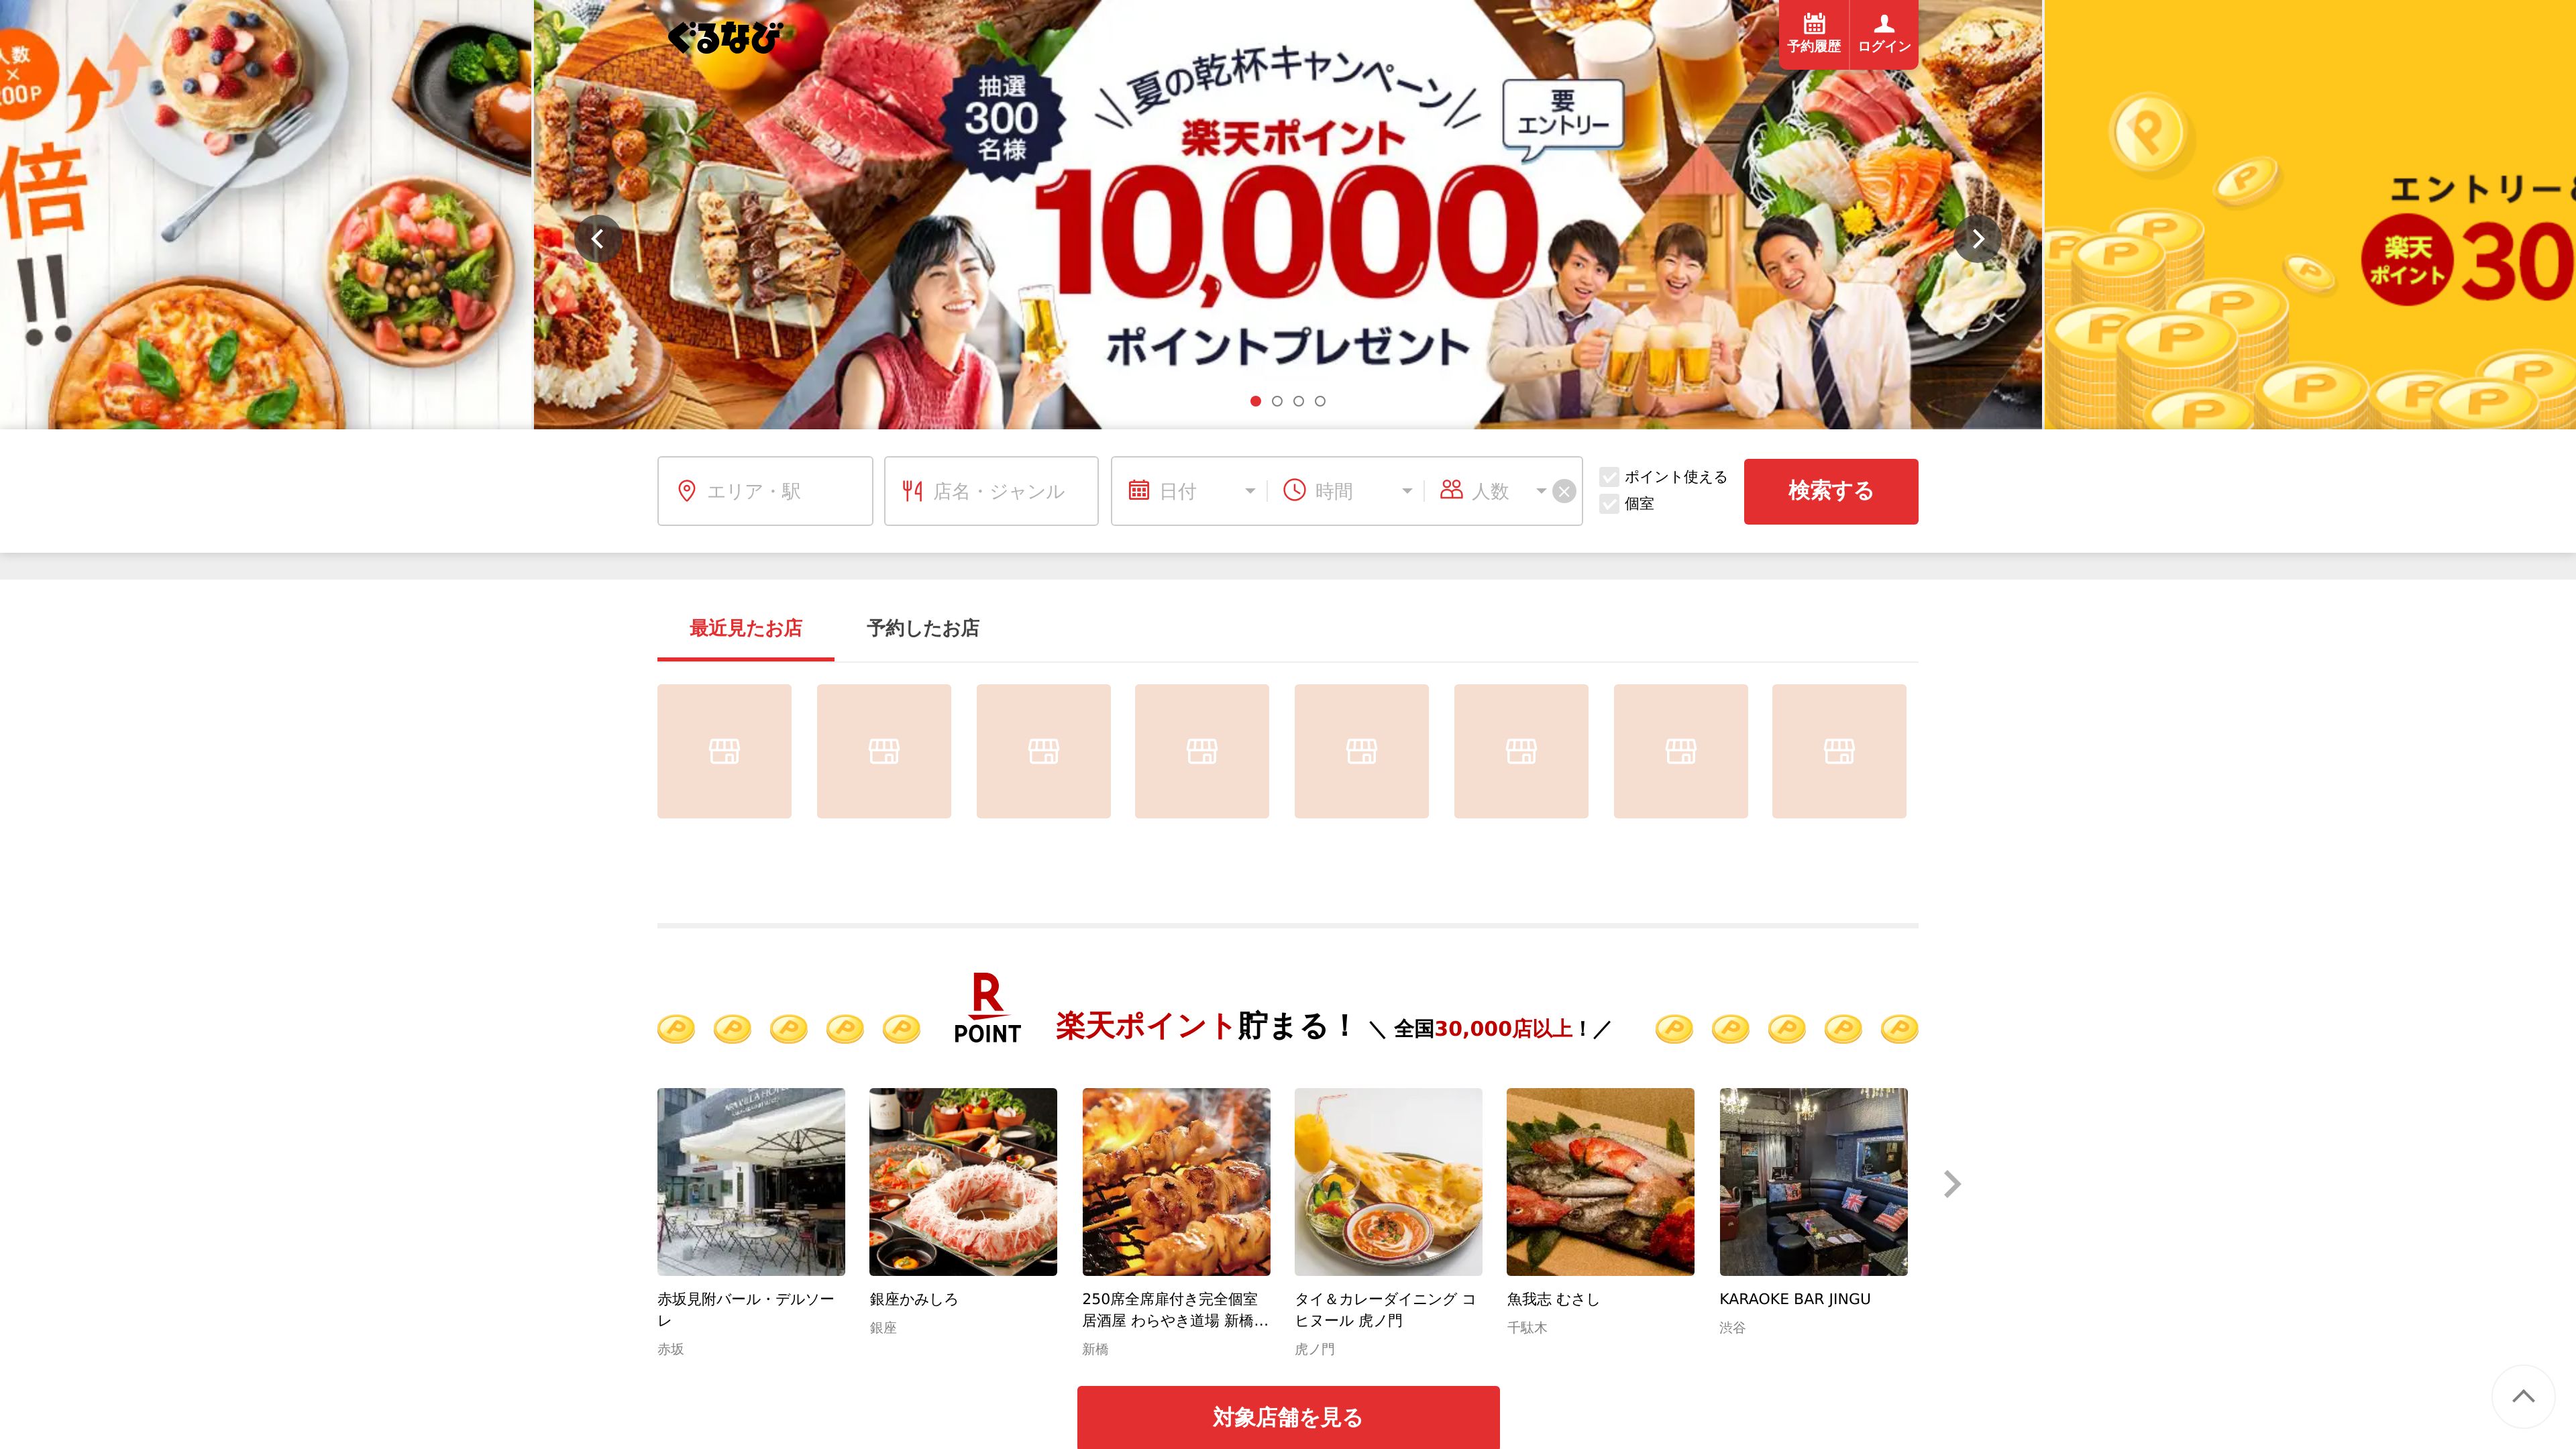 人数
×
00P
倍
!!
ぐるなび
抽選
300
名様
夏の乾杯キャンペーン
楽天ポイント
10,000
ポイントプレゼント
要
エントリー
予約履歴
ログイン
エントリー&
楽天
ポイント
30
エリア・駅
店名・ジャンル
日付
時間
人数
ポイント使える
個室
検索する
最近見たお店
予約したお店
R
POINT
楽天ポイント貯まる！
＼ 全国30,000店以上！／
赤坂見附バール・デルソーレ
赤坂
銀座かみしろ
銀座
250席全席扉付き完全個室
居酒屋 わらやき道場 新橋…
新橋
タイ＆カレーダイニング コ
ヒヌール 虎ノ門
虎ノ門
魚我志 むさし
千駄木
KARAOKE BAR JINGU
渋谷
対象店舗を見る